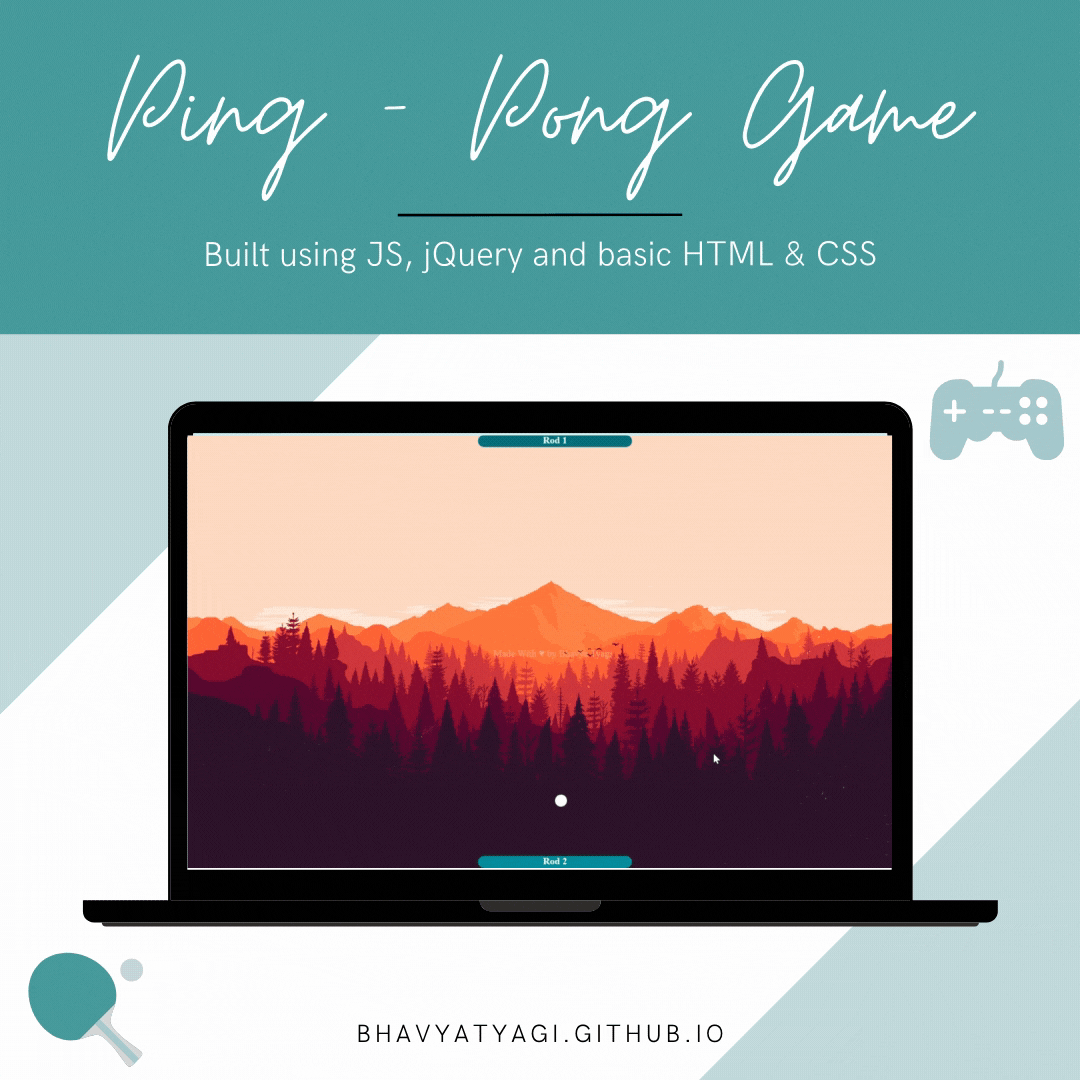 Ping - Pong Game
Built using JS, jQuery and basic HTML & CSS
Rod 1
Made With ♥ by
Rod 2
BHAVYATYAGI.GITHUB.IO